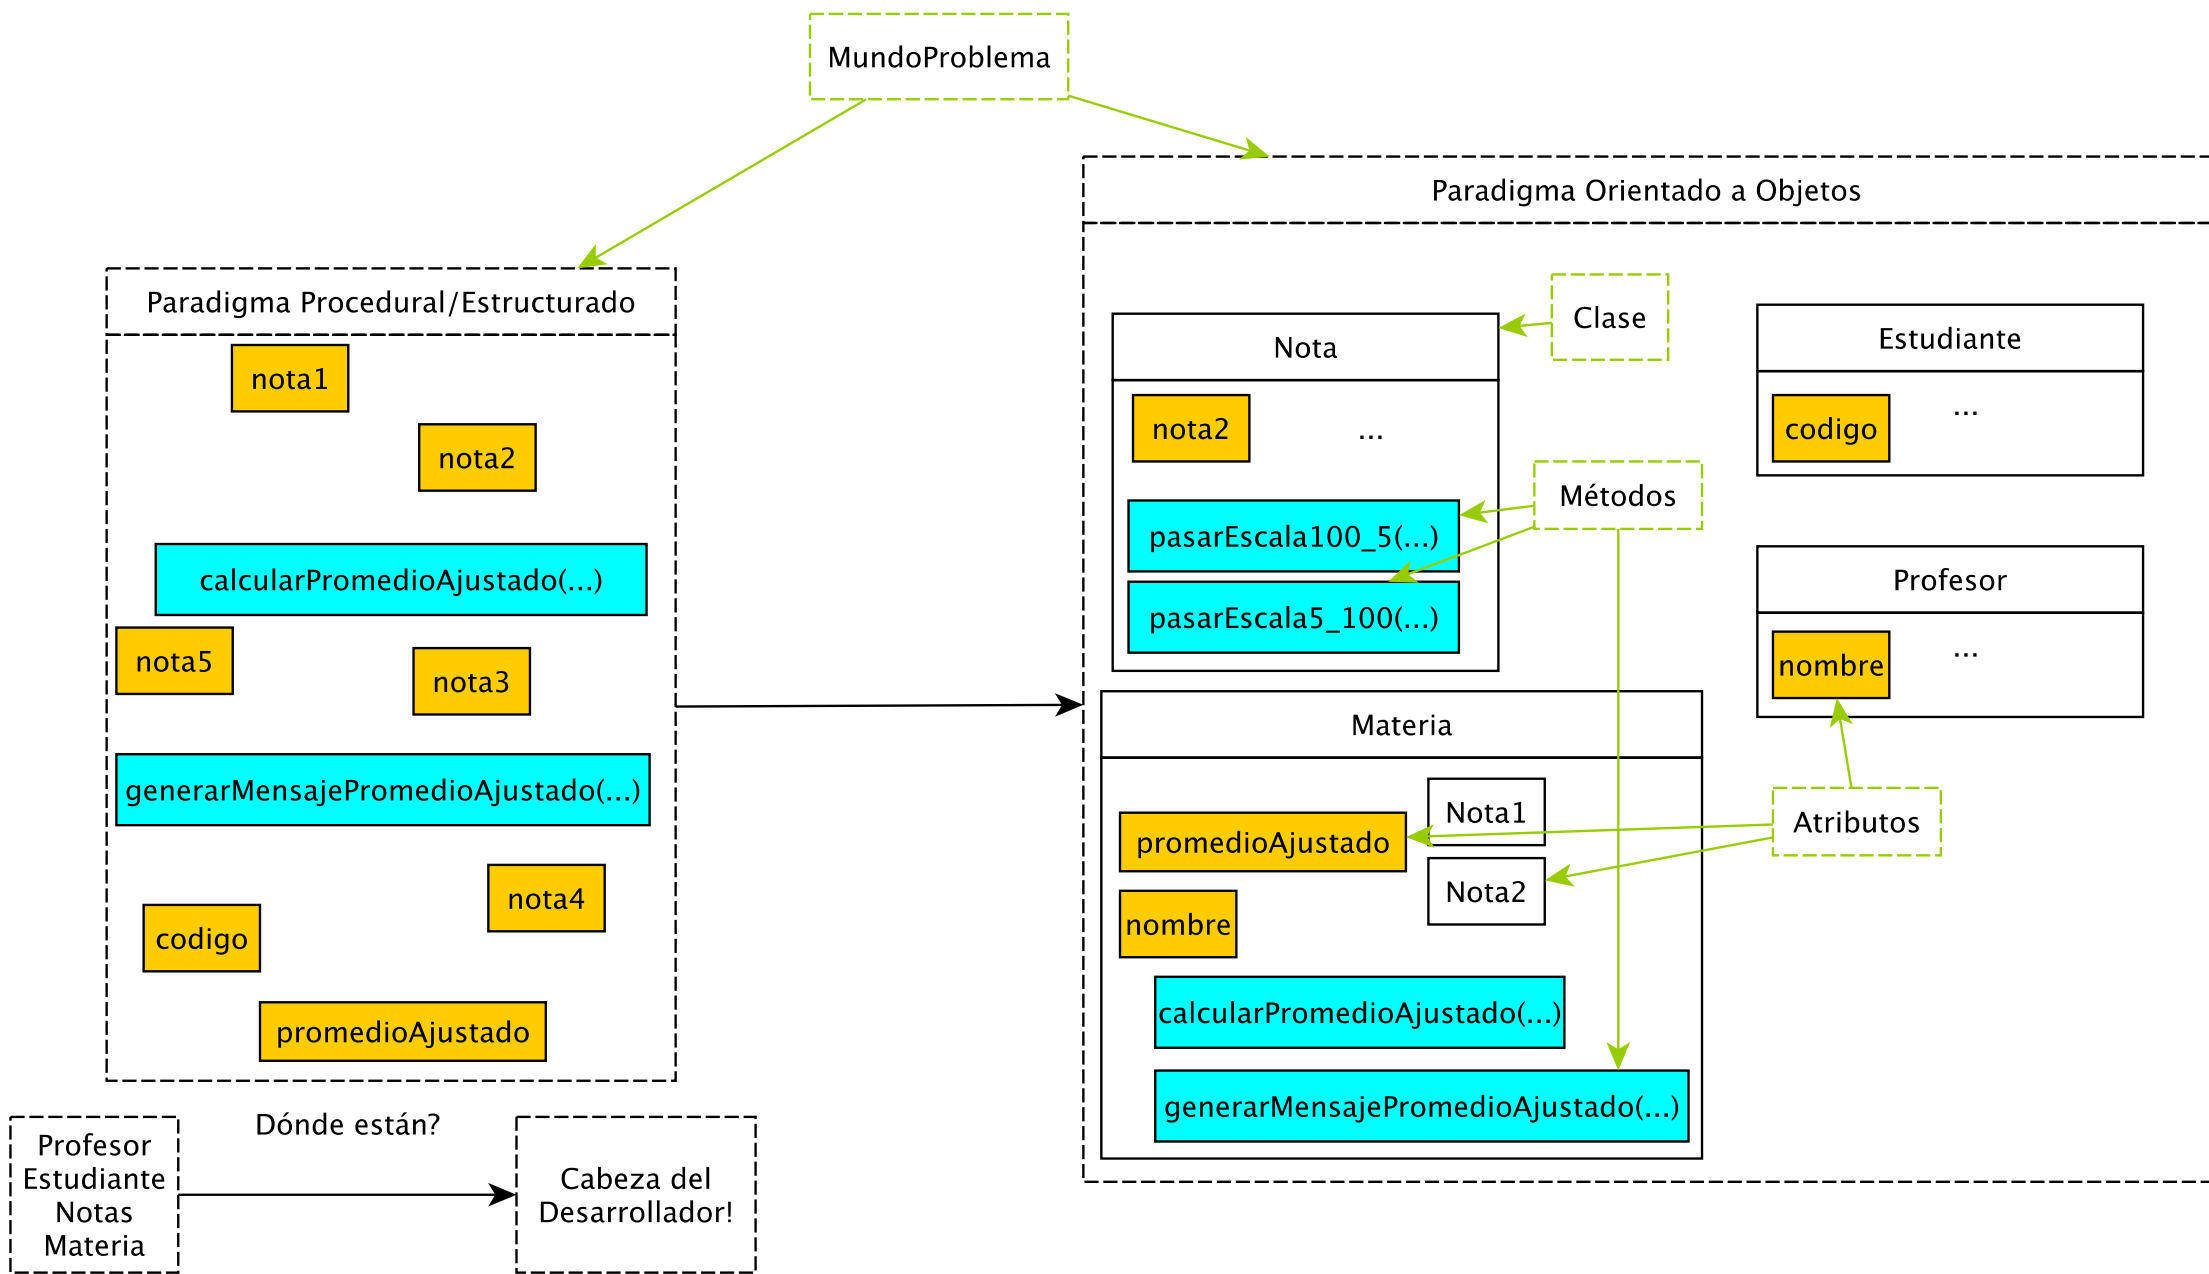 MundoProblema
Paradigma Procedural/Estructurado
nota1
nota2
calcularPromedioAjustado(...)
nota5
nota3
generarMensajePromedioAjustado(...)
nota4
codigo
promedioAjustado
Dónde están?
Profesor
Estudiante
Notas
Materia
Cabeza del
Desarrollador!
Paradigma Orientado a Objetos
Clase
Nota
nota2
...
pasarEscala100_5(...)
pasarEscala5_100(...)
Métodos
Estudiante
codigo
...
Profesor
nombre
...
Atributos
Materia
promedioAjustado
Nota1
Nota2
nombre
calcularPromedioAjustado(...)
generarMensajePromedioAjustado(...)